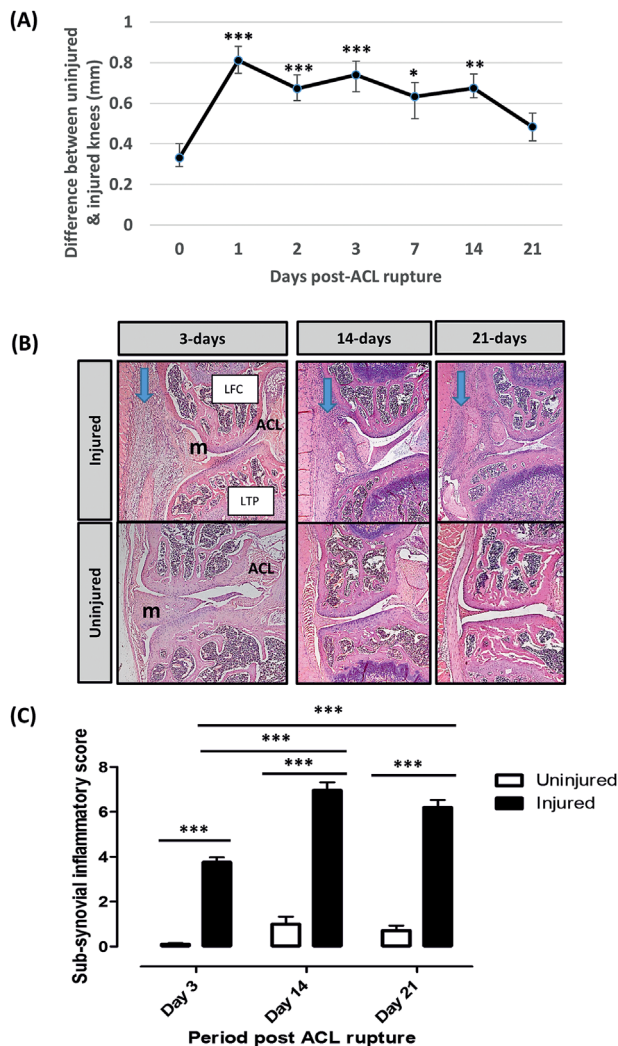 (A)
Difference between uninjured
& injured knees (mm)
1
0.8
0.6
0.4
0.2
0
***
***
***
*
**
0 1 2 3 7 14 21
Days post-ACL rupture
(B)
3-days 14-days 21-days
Injured
LFC
ACL
m
LTP
Uninjured
ACL
m
(C)
Sub-synovial inflammatory score
8
6
4
2
0
***
***
***
***
***
Uninjured
Injured
Day 3 Day 14 Day 21
Period post ACL rupture